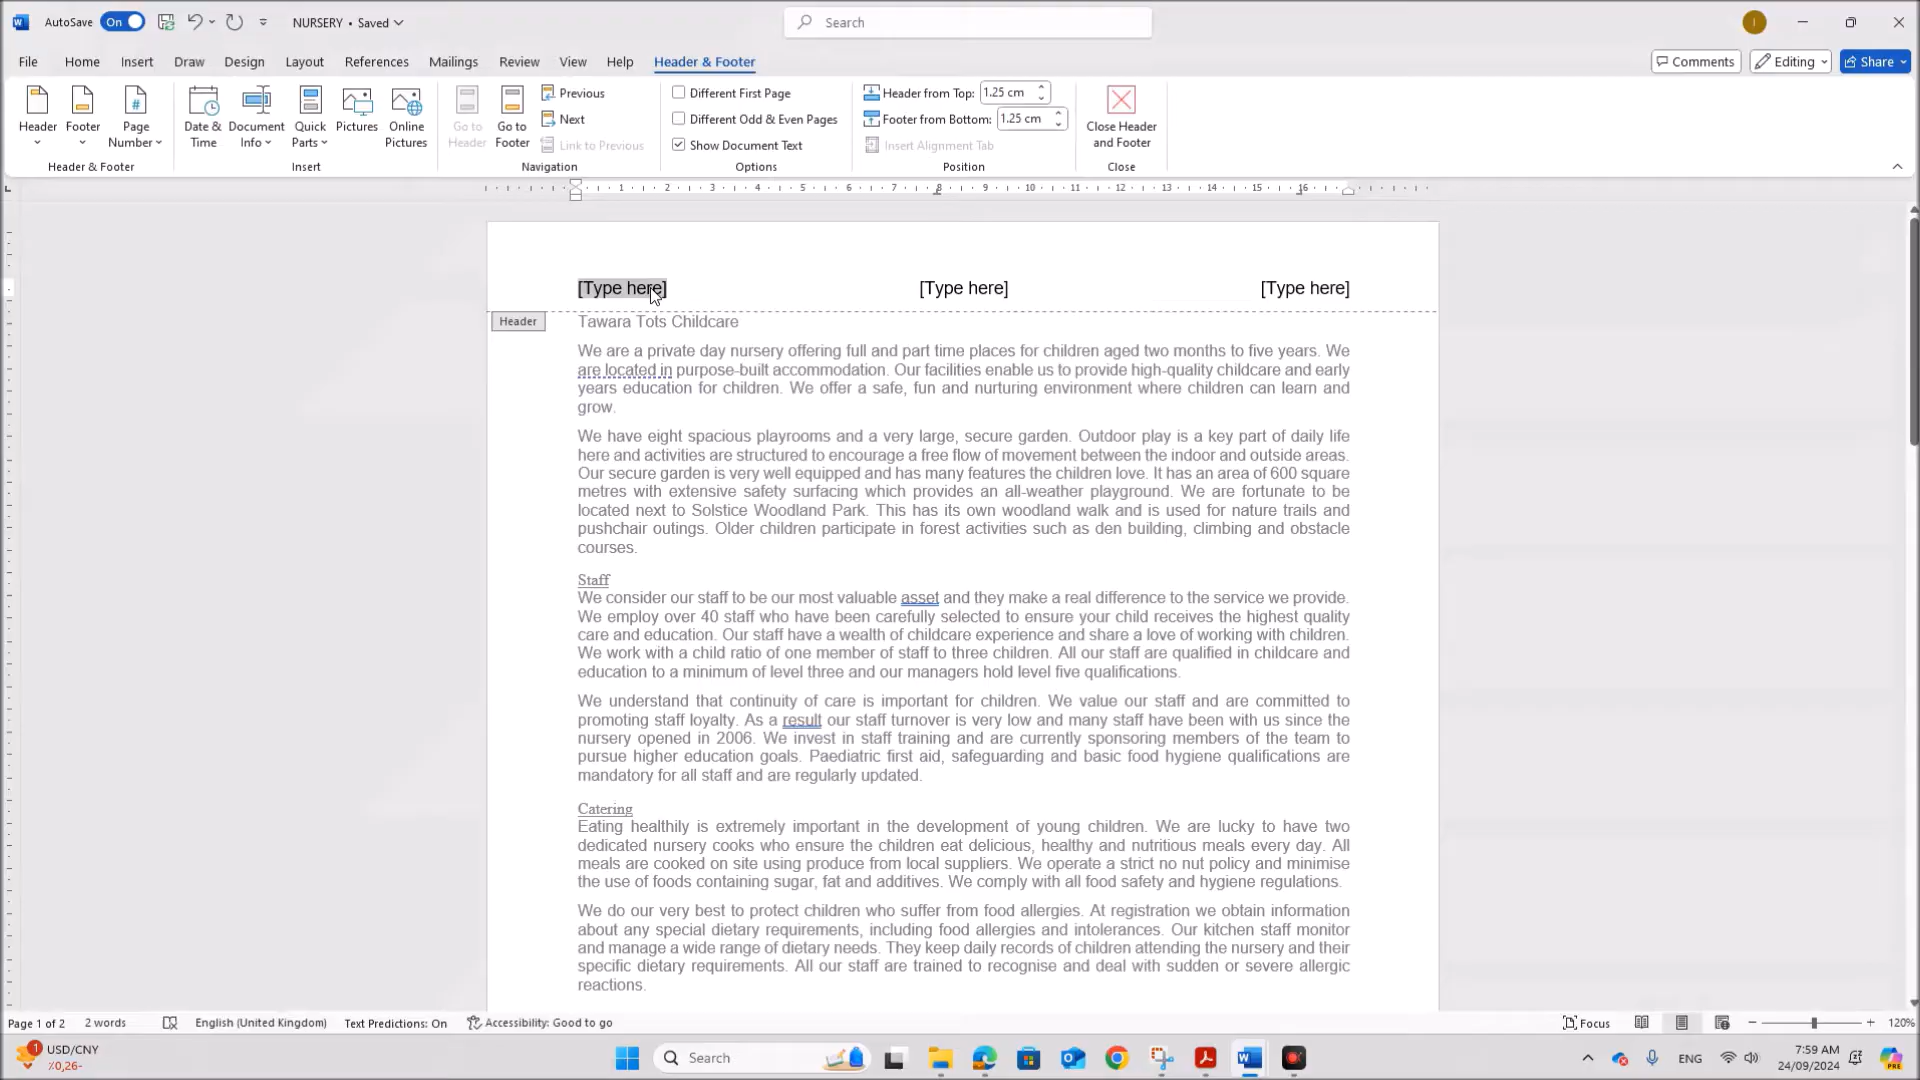 AutoSave On NURSERY • Saved Search I
File Home Insert Draw Design Layout References Mailings Review View Help Header & Footer Comments Editing Share
Header Footer Page Number Date & Time Document Info Quick Parts Pictures Online Pictures Go to Header Go to Footer Previous Next Link to Previous
Different First Page Different Odd & Even Pages Show Document Text
Header from Top: 1.25 cm Footer from Bottom: 1.25 cm Insert Alignment Tab Close Header and Footer
Header & Footer Insert Navigation Options Position Close
1 2 3 4 5 6 7 8 9 10 11 12 13 14 15 16
[Type here] [Type here] [Type here]
Header
Tawara Tots Childcare
We are a private day nursery offering full and part time places for children aged two months to five years. We
are located in purpose-built accommodation. Our facilities enable us to provide high-quality childcare and early
years education for children. We offer a safe, fun and nurturing environment where children can learn and
grow.
We have eight spacious playrooms and a very large, secure garden. Outdoor play is a key part of daily life
here and activities are structured to encourage a free flow of movement between the indoor and outside areas.
Our secure garden is very well equipped and has many features the children love. It has an area of 600 square
metres with extensive safety surfacing which provides an all-weather playground. We are fortunate to be
located next to Solstice Woodland Park. This has its own woodland walk and is used for nature trails and
pushchair outings. Older children participate in forest activities such as den building, climbing and obstacle
courses.
Staff
We consider our staff to be our most valuable asset and they make a real difference to the service we provide.
We employ over 40 staff who have been carefully selected to ensure your child receives the highest quality
care and education. Our staff have a wealth of childcare experience and share a love of working with children.
We work with a child ratio of one member of staff to three children. All our staff are qualified in childcare and
education to a minimum of level three and our managers hold level five qualifications.
We understand that continuity of care is important for children. We value our staff and are committed to
promoting staff loyalty. As a result our staff turnover is very low and many staff have been with us since the
nursery opened in 2006. We invest in staff training and are currently sponsoring members of the team to
pursue higher education goals. Paediatric first aid, safeguarding and basic food hygiene qualifications are
mandatory for all staff and are regularly updated.
Catering
Eating healthily is extremely important in the development of young children. We are lucky to have two
dedicated nursery cooks who ensure the children eat delicious, healthy and nutritious meals every day. All
meals are cooked on site using produce from local suppliers. We operate a strict no nut policy and minimise
the use of foods containing sugar, fat and additives. We comply with all food safety and hygiene regulations.
We do our very best to protect children who suffer from food allergies. At registration we obtain information
about any special dietary requirements, including food allergies and intolerances. Our kitchen staff monitor
and manage a wide range of dietary needs. They keep daily records of children attending the nursery and their
specific dietary requirements. All our staff are trained to recognise and deal with sudden or severe allergic
reactions.
Page 1 of 2 2 words English (United Kingdom) Text Predictions: On Accessibility: Good to go Focus 120%
1 USD/CNY Search ENG 7:59 AM
24/09/2024 PRE